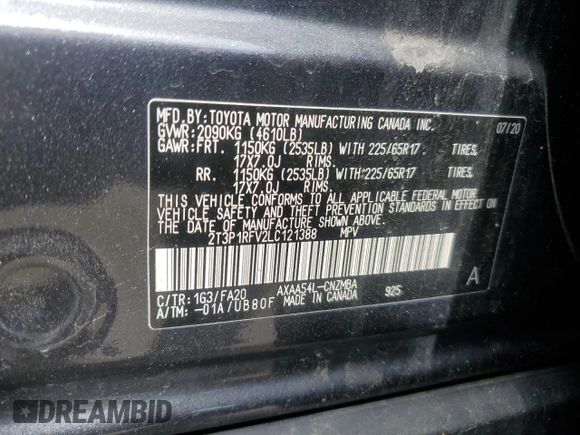 MFD.BY:TOYOTA MOTOR MANUFACTURING CANADA INC. 07/20
GVWR:2090KG (4610LB)
GAWR:FRT. 1150KG (2535LB) WITH 225/65R17. TIRES,
17X7.0J RIMS.
RR. 1150KG (2535LB) WITH 225/65R17 TIRES,
17X7.0J RIMS.
THIS VEHICLE CONFORMS TO ALL APPLICABLE FEDERAL MOTOR
VEHICLE SAFETY AND THEFT PREVENTION STANDARDS IN EFFECT ON
THE DATE OF MANUFACTURE SHOWN ABOVE.
2T3P1RFV2LC121388 MPV
C/TR:1G3/FA20 AXAA54L-CNZMBA 925 A
A/TM:-01A/UB80F MADE IN CANADA
DREAMBID